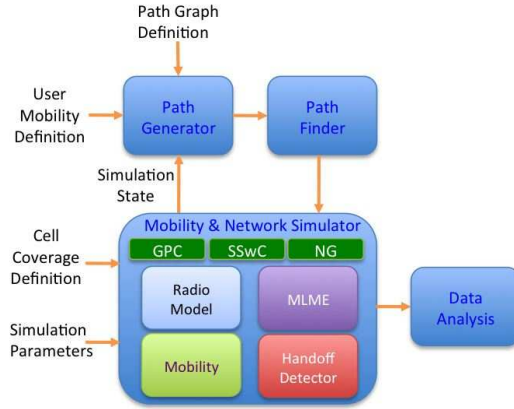 Path Graph
Definition
User
Mobility
Definition
Path
Generator
Path
Finder
Simulation
State
Mobility & Network Simulator
GPC
SSwC
NG
Cell
Coverage
Definition
Radio
Model
MLME
Simulation
Parameters
Mobility
Handoff
Detector
Data
Analysis